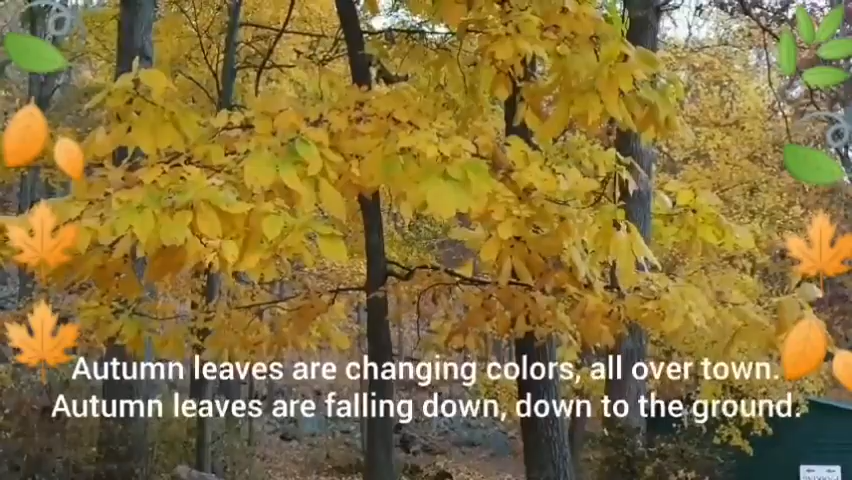 Autumn leaves are changing colors, all over town.
Autumn leaves are falling down, down to the ground.